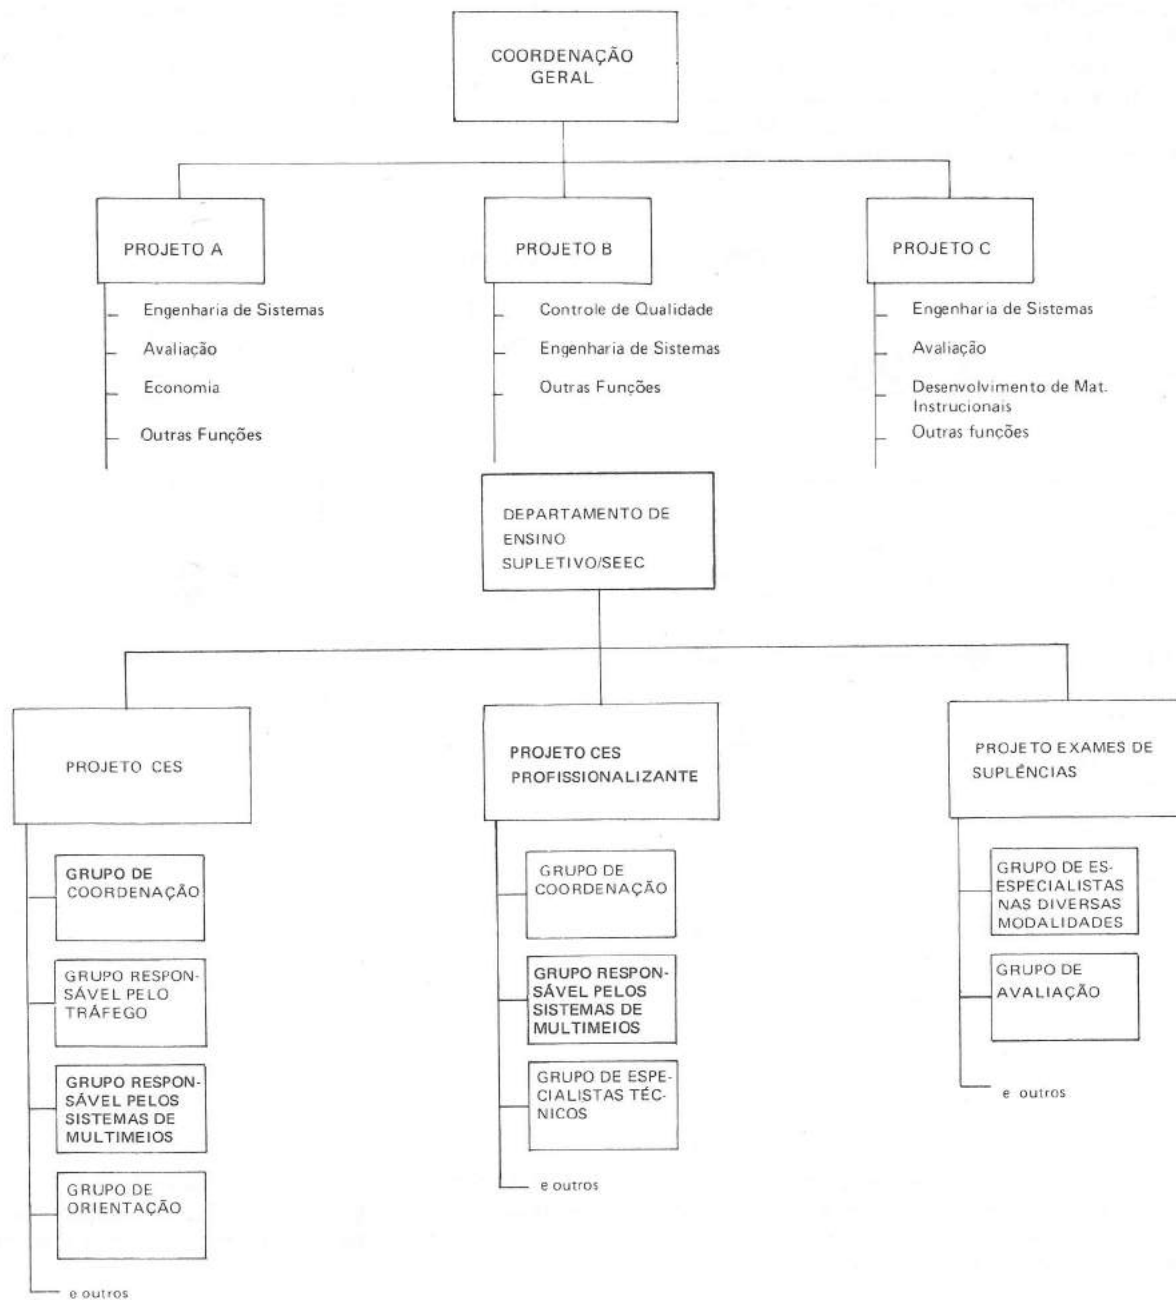 COORDENAÇÃO
GERAL
PROJETO A
Engenharia de Sistemas
Avaliação
Economia
Outras Funções
PROJETO B
Controle de Qualidade
Engenharia de Sistemas
Outras Funções
PROJETO C
Engenharia de Sistemas
Avaliação
Desenvolvimento de Mat.
Instrucionais
Outras funções
DEPARTAMENTO DE
ENSINO
SUPLETIVO/SEEC
PROJETO CES
GRUPO DE
COORDENAÇÃO
GRUPO RESPON-
SÁVEL PELO
TRÁFEGO
GRUPO RESPON-
SÁVEL PELOS
SISTEMAS DE
MULTIMEIOS
GRUPO DE
ORIENTAÇÃO
e outros
PROJETO CES
PROFISSIONALIZANTE
GRUPO DE
COORDENAÇÃO
GRUPO RESPON-
SÁVEL PELOS
SISTEMAS DE
MULTIMEIOS
GRUPO DE ESPE-
CIALISTAS TÉC-
NICOS
e outros
PROJETO EXAMES DE
SUPLÊNCIAS
GRUPO DE ES-
ESPECIALISTAS
NAS DIVERSAS
MODALIDADES
GRUPO DE
AVALIAÇÃO
e outros